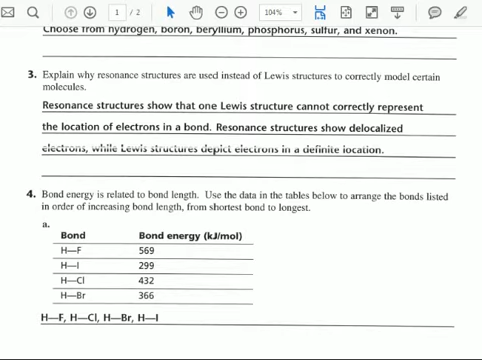 1 / 2
104%
Choose from hydrogen, boron, beryllium, phosphorus, sulfur, and xenon.
3. Explain why resonance structures are used instead of Lewis structures to correctly model certain
molecules.
Resonance structures show that one Lewis structure cannot correctly represent
the location of electrons in a bond. Resonance structures show delocalized
electrons, while Lewis structures depict electrons in a definite location.
4. Bond energy is related to bond length. Use the data in the tables below to arrange the bonds listed
in order of increasing bond length, from shortest bond to longest.
a.
Bond Bond energy (kJ/mol)
H—F 569
H—I 299
H—Cl 432
H—Br 366
H—F, H—Cl, H—Br, H—I